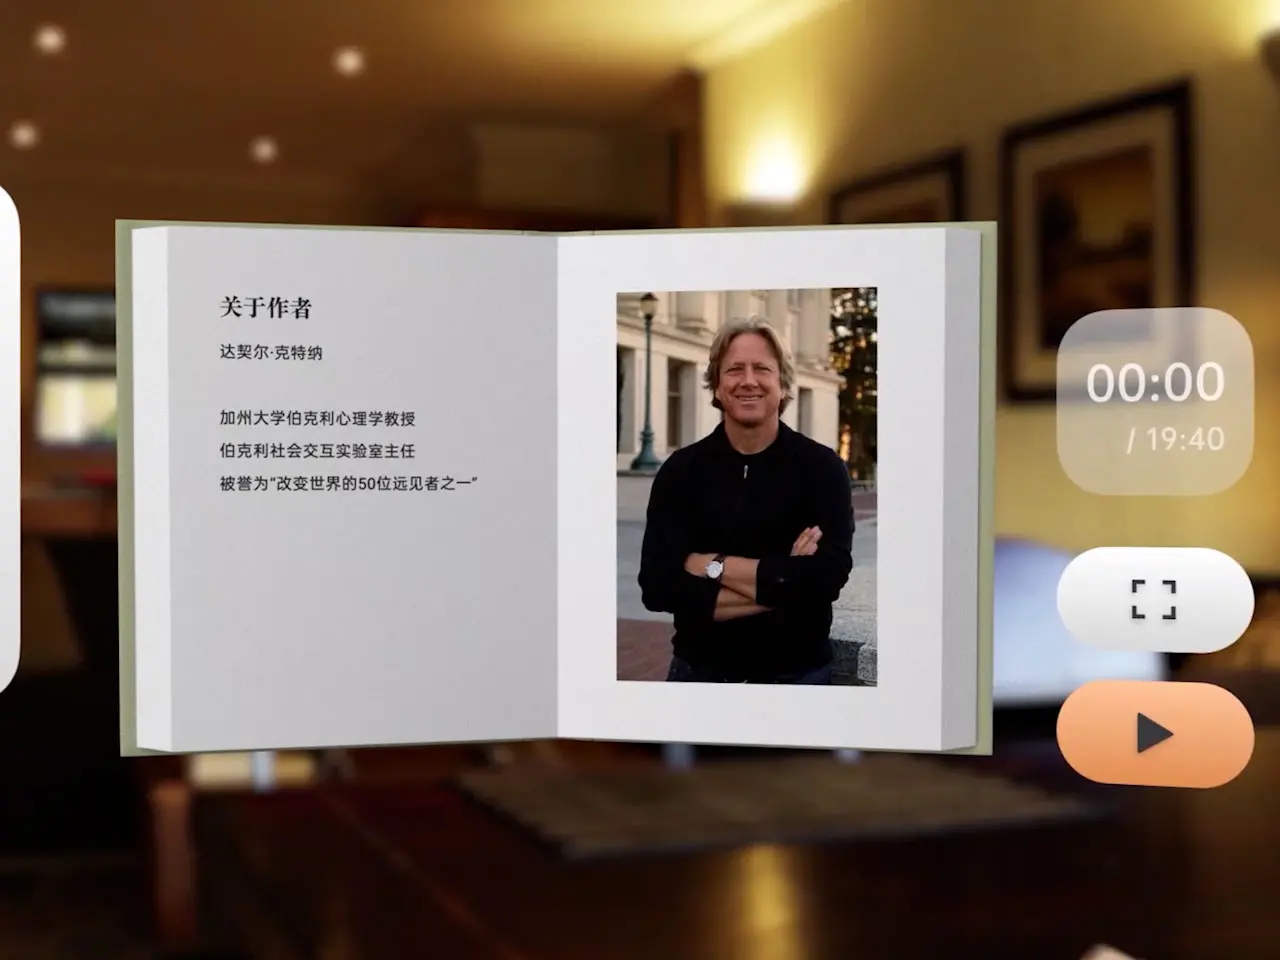 关于作者
达契尔·克特纳
加州大学伯克利心理学教授
伯克利社会交互实验室主任
被誉为"改变世界的50位远见者之一"
00:00
/ 19:40